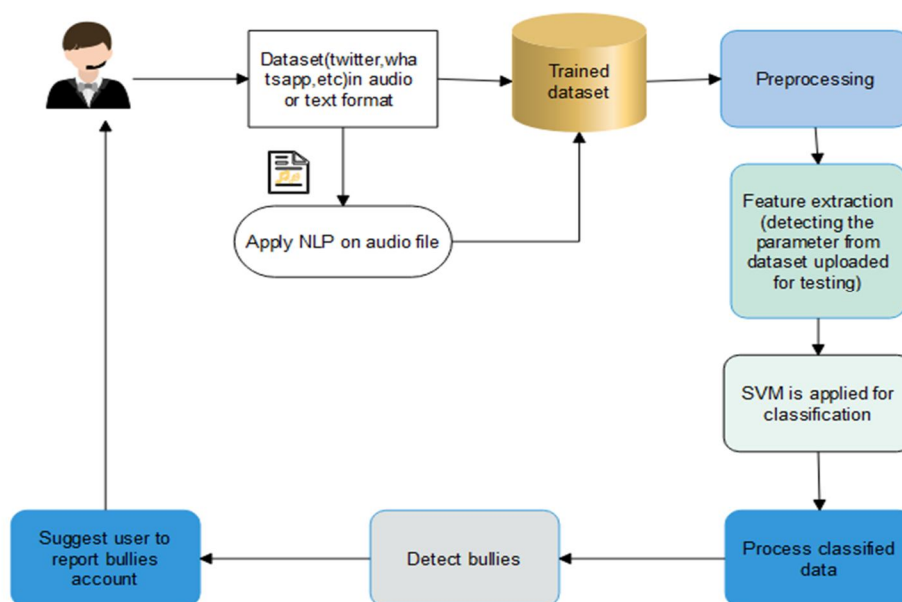 Dataset(twitter,wha
tsapp,etc)in audio
or text format
Trained
dataset
Preprocessing
Apply NLP on audio file
Feature extraction
(detecting the
parameter from
dataset uploaded
for testing)
SVM is applied for
classification
Suggest user to
report bullies
account
Detect bullies
Process classified
data